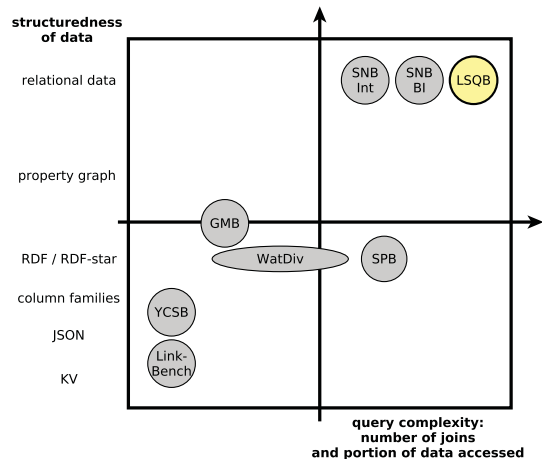 structuredness
of data
relational data
SNB
Int
SNB
BI
LSQB
property graph
GMB
RDF / RDF-star
WatDiv
SPB
column families
YCSB
JSON
Link-
Bench
KV
query complexity:
number of joins
and portion of data accessed